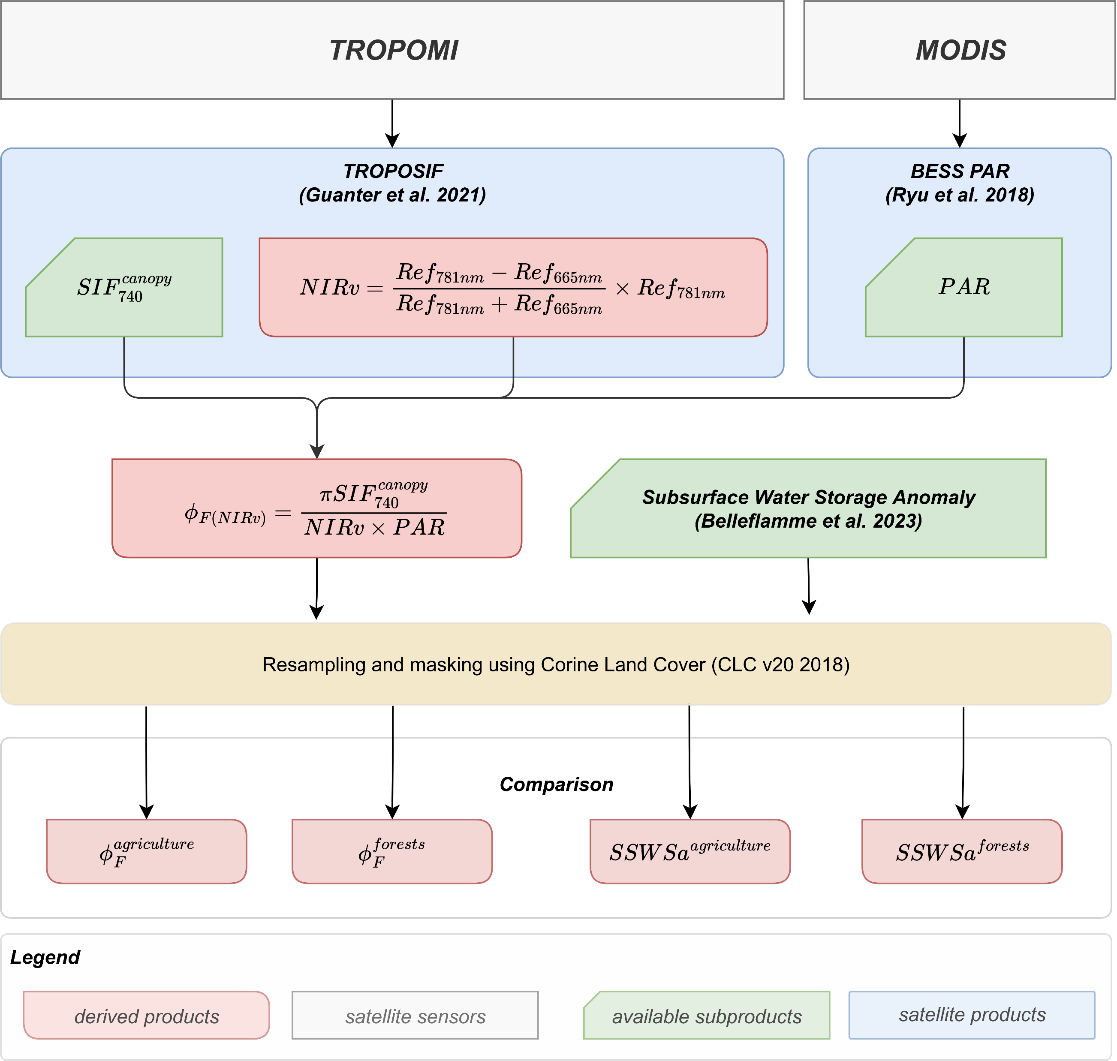 TROPOMI
MODIS
TROPOSIF
(Guanter et al. 2021)
BESS PAR
(Ryu et al. 2018)
SIF_{740}^{canopy}
NIRv = \frac{Ref_{781nm} - Ref_{665nm}}{Ref_{781nm} + Ref_{665nm}} × Ref_{781nm}
PAR
ϕ_{F(NIRv)} = \frac{πSIF_{740}^{canopy}}{NIRv × PAR}
Subsurface Water Storage Anomaly
(Belleflamme et al. 2023)
Resampling and masking using Corine Land Cover (CLC v20 2018)
Comparison
ϕ_F^{agriculture}
ϕ_F^{forests}
SSWSa^{agriculture}
SSWSa^{forests}
Legend
derived products
satellite sensors
available subproducts
satellite products